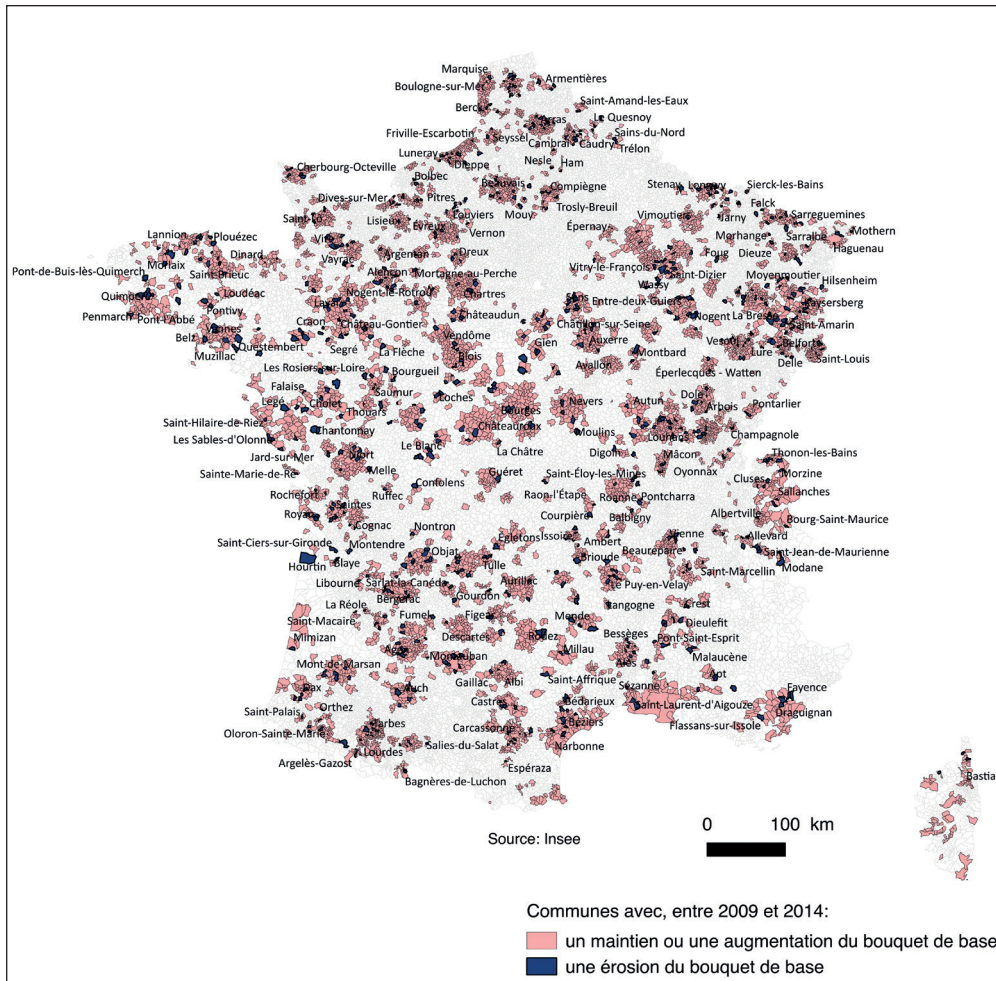 Marquise
Boulogne-sur-Mer
Armentières
Berck
Saint-Amand-les-Eaux
Arras
Le Quesnoy
Friville-Escarbotin
Seyssel
Cambrai
Caudry
Sains-du-Nord
Trélon
Luneray
Dieppe
Nesle
Ham
Cherbourg-Octeville
Bolbec
Beauvais
Compiègne
Stenay
Longwy
Sierck-les-Bains
Dives-sur-Mer
Pitres
Falck
Saint-Lô
Lisieux
Louviers
Mouy
Trosly-Breuil
Vimoutiers
Jarny
Sarreguemines
Évreux
Vernon
Épernay
Morhange
Sarralbe
Mothern
Lannion
Plouézec
Vire
Haguenau
Dinard
Vayrac
Argentan
Dreux
Foug
Dieuze
Pont-de-Buis-lès-Quimerch
Morlaix
Saint-Brieuc
Alençon
Mortagne-au-Perche
Vitry-le-François
Saint-Dizier
Moyenmoutier
Hilsenheim
Wassy
Quimper
Loudéac
Nogent-le-Rotrou
Chartres
Sens
Entre-deux-Guiers
Kaysersberg
Penmarch
Pont-l'Abbé
Pontivy
Laval
Craon
Château-Gontier
Châteaudun
Nogent
La Bresse
Saint-Amarin
Belz
Vannes
Châtillon-sur-Seine
Muzillac
Questembert
Segré
La Flèche
Vendôme
Gien
Auxerre
Vesoul
Lure
Belfort
Saint-Louis
Blois
Montbard
Delle
Les Rosiers-sur-Loire
Bourgueil
Avallon
Éperlecques - Watten
Falaise
Saumur
Loches
Legé
Cholet
Thouars
Bourges
Nevers
Autun
Dole
Arbois
Pontarlier
Saint-Hilaire-de-Riez
Chantonnay
Châteauroux
Moulins
Louhans
Champagnole
Les Sables-d'Olonne
Le Blanc
La Châtre
Digoin
Mâcon
Jard-sur-Mer
Niort
Thonon-les-Bains
Sainte-Marie-de-Ré
Melle
Guéret
Saint-Éloy-les-Mines
Oyonnax
Cluses
Morzine
Confolens
Sallanches
Rochefort
Ruffec
Raon-l'Étape
Roanne
Pontcharra
Royan
Saintes
Courpière
Balbigny
Albertville
Bourg-Saint-Maurice
Cognac
Nontron
Saint-Ciers-sur-Gironde
Montendre
Égletons
Issoire
Ambert
Vienne
Allevard
Hourtin
Blaye
Objat
Brioude
Beaurepaire
Saint-Jean-de-Maurienne
Modane
Libourne
Sarlat-la-Canéda
Tulle
Le Puy-en-Velay
Saint-Marcellin
Bergerac
Aurillac
La Réole
Gourdon
Langogne
Crest
Saint-Macaire
Fumel
Figeac
Mende
Dieulefit
Mimizan
Descartes
Rodez
Bessèges
Pont-Saint-Esprit
Agen
Millau
Malaucène
Mont-de-Marsan
Montauban
Alès
Apt
Gaillac
Albi
Saint-Affrique
Sézanne
Fayence
Dax
Auch
Saint-Palais
Orthez
Castres
Bédarieux
Saint-Laurent-d'Aigouze
Draguignan
Oloron-Sainte-Marie
Tarbes
Carcassonne
Béziers
Flassans-sur-Issole
Lourdes
Salies-du-Salat
Narbonne
Argelès-Gazost
Espéraza
Bagnères-de-Luchon
Bastia
Source: Insee
0 100 km
Communes avec, entre 2009 et 2014:
un maintien ou une augmentation du bouquet de base
une érosion du bouquet de base